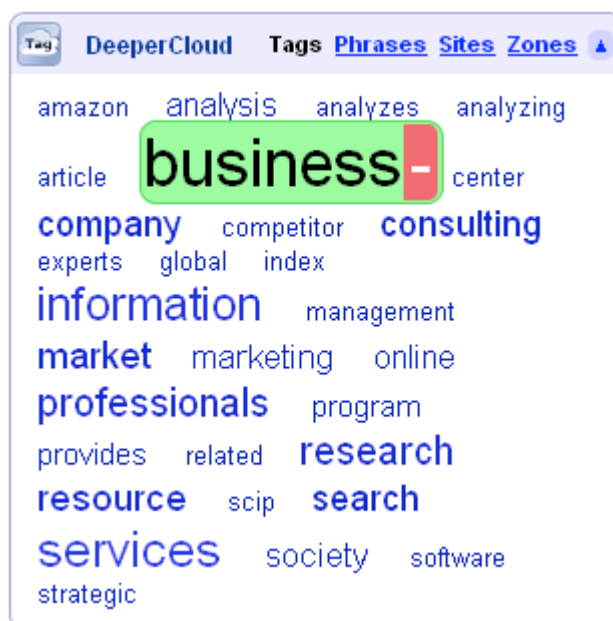 Tag DeeperCloud Tags Phrases Sites Zones ▲
amazon analysis analyzes analyzing
article business - center
company competitor consulting
experts global index
information management
market marketing online
professionals program
provides related research
resource scip search
services society software
strategic